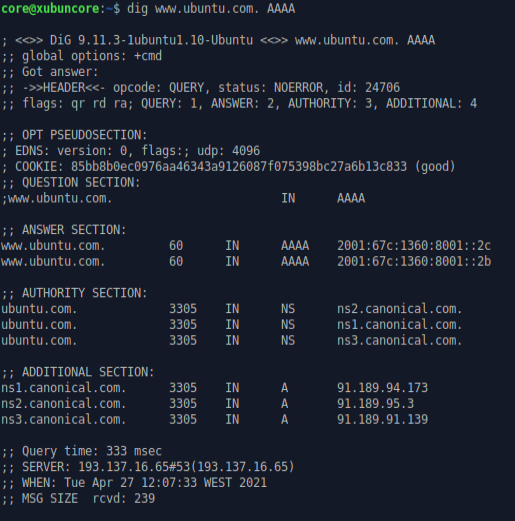 core@xubuncore:~$ dig www.ubuntu.com. AAAA
; <<>> DiG 9.11.3-1ubuntu1.10-Ubuntu <<>> www.ubuntu.com. AAAA
;; global options: +cmd
;; Got answer:
;; ->>HEADER<<- opcode: QUERY, status: NOERROR, id: 24706
;; flags: qr rd ra; QUERY: 1, ANSWER: 2, AUTHORITY: 3, ADDITIONAL: 4
;; OPT PSEUDOSECTION:
; EDNS: version: 0, flags:; udp: 4096
; COOKIE: 85bb8b0ec0976aa46343a9126087f075398bc27a6b13c833 (good)
;; QUESTION SECTION:
;www.ubuntu.com. IN AAAA
;; ANSWER SECTION:
www.ubuntu.com. 60 IN AAAA 2001:67c:1360:8001::2c
www.ubuntu.com. 60 IN AAAA 2001:67c:1360:8001::2b
;; AUTHORITY SECTION:
ubuntu.com. 3305 IN NS ns2.canonical.com.
ubuntu.com. 3305 IN NS ns1.canonical.com.
ubuntu.com. 3305 IN NS ns3.canonical.com.
;; ADDITIONAL SECTION:
ns1.canonical.com. 3305 IN A 91.189.94.173
ns2.canonical.com. 3305 IN A 91.189.95.3
ns3.canonical.com. 3305 IN A 91.189.91.139
;; Query time: 333 msec
;; SERVER: 193.137.16.65#53(193.137.16.65)
;; WHEN: Tue Apr 27 12:07:33 WEST 2021
;; MSG SIZE rcvd: 239